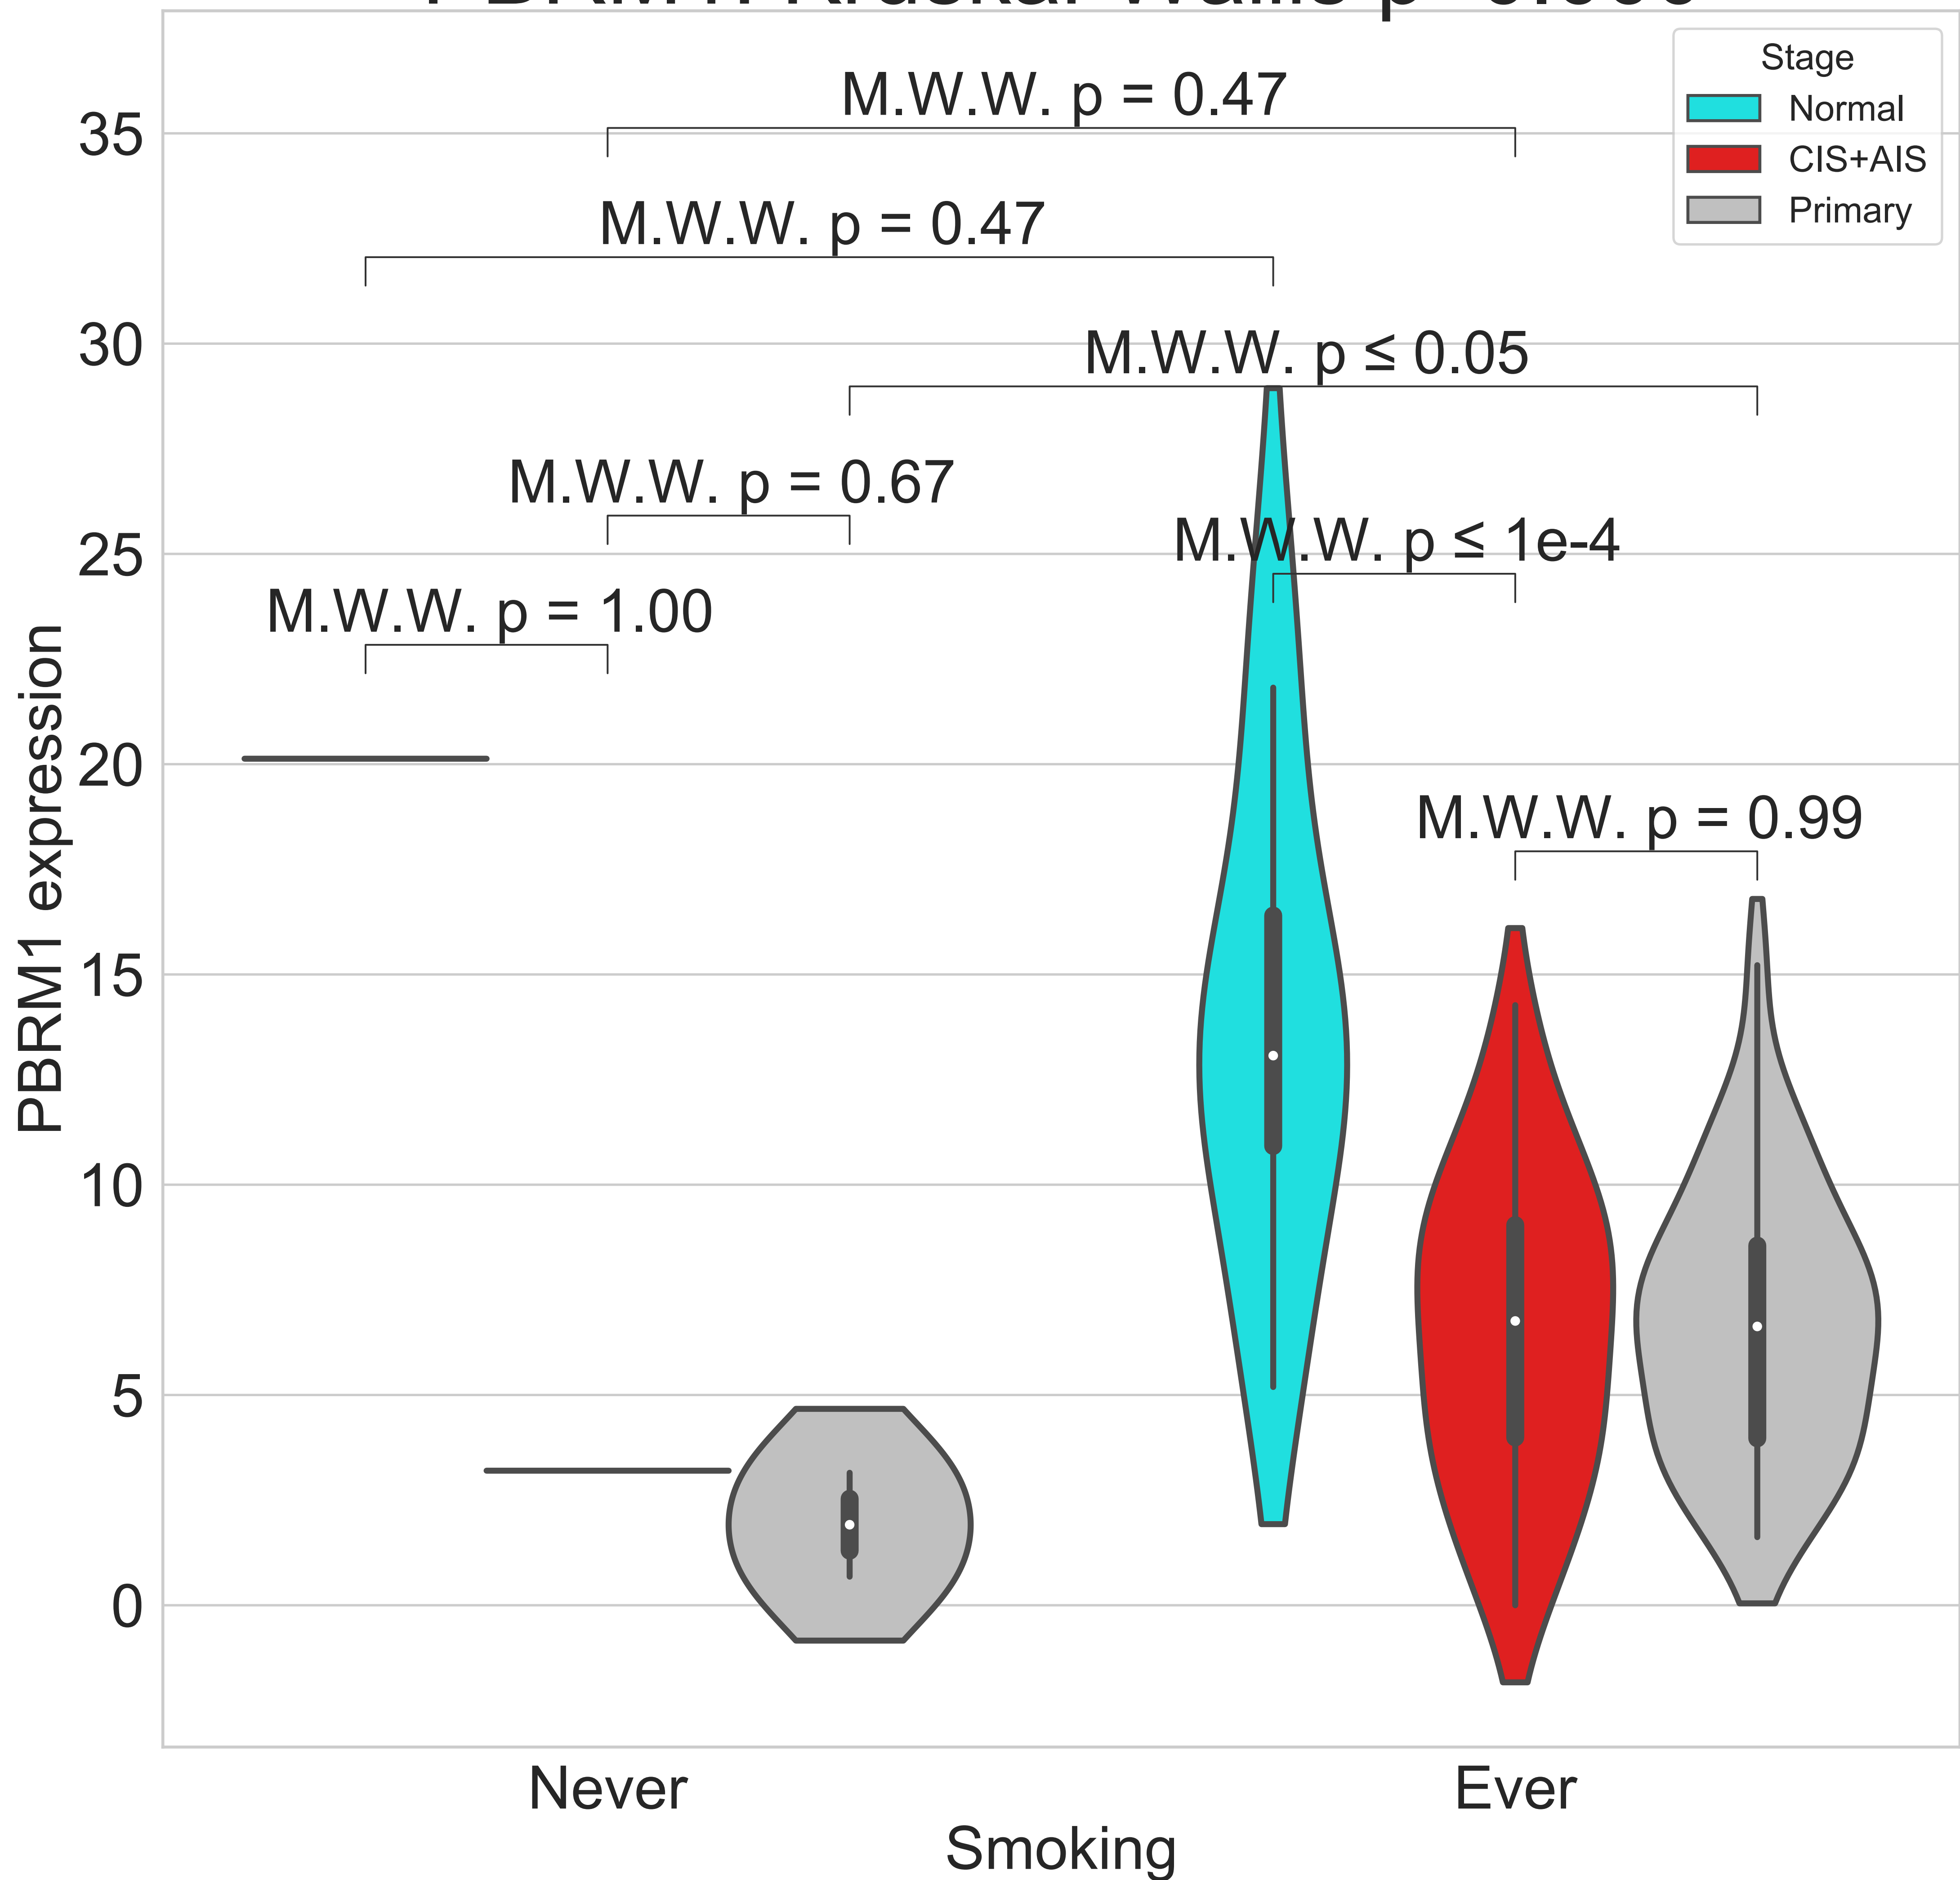 Stage
Normal
CIS+AIS
Primary
M.W.W. p = 0.47
M.W.W. p = 0.47
M.W.W. p ≤ 0.05
M.W.W. p = 0.67
M.W.W. p ≤ 1e-4
M.W.W. p = 1.00
M.W.W. p = 0.99
PBRM1 expression
35
30
25
20
15
10
5
0
Never
Ever
Smoking